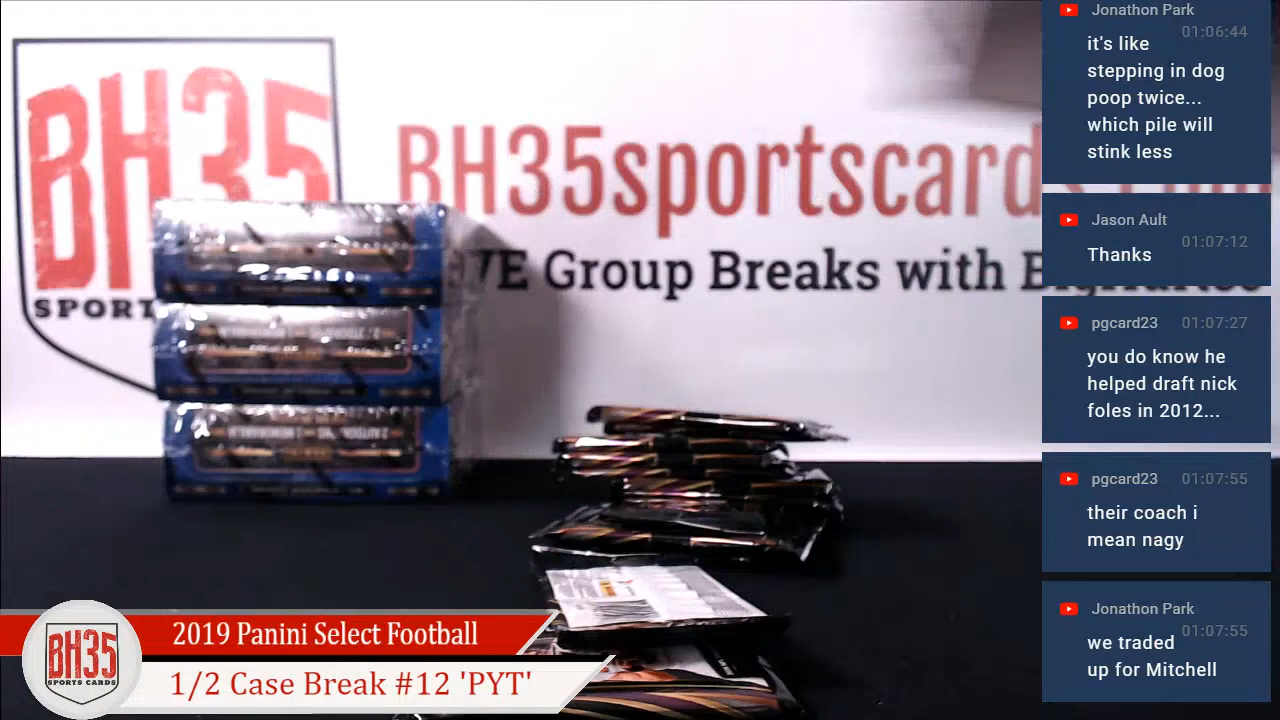 BH35
SPORT
BH35sportscard
VE Group Breaks with
2019 Panini Select Football
1/2 Case Break #12 'PYT'
BH35
SPORTS CARDS
Jonathon Park
01:06:44
it's like
stepping in dog
poop twice...
which pile will
stink less
Jason Ault
01:07:12
Thanks
pgcard23 01:07:27
you do know he
helped draft nick
foles in 2012...
pgcard23 01:07:55
their coach i
mean nagy
Jonathon Park
01:07:55
we traded
up for Mitchell